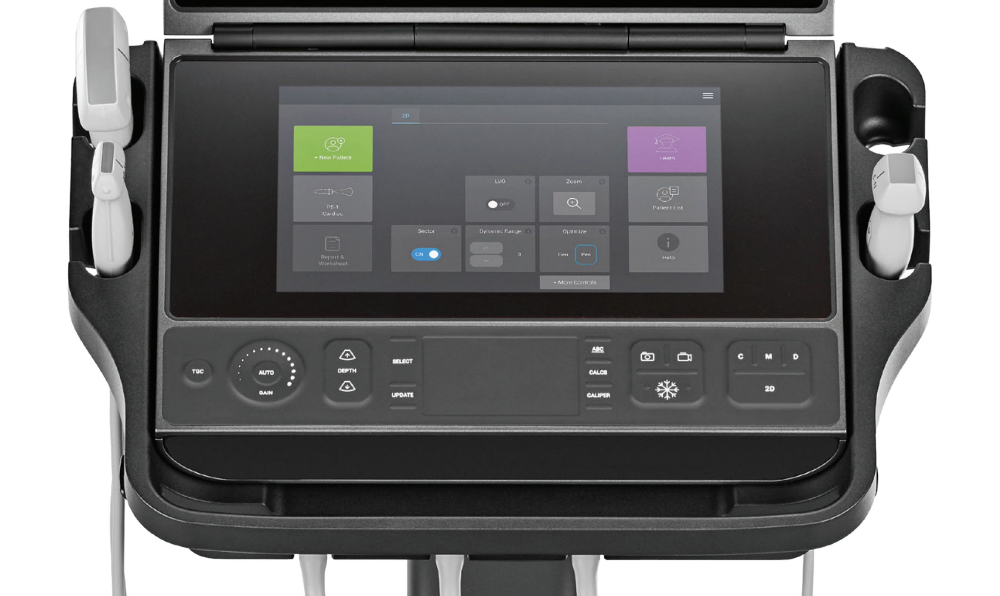 2D
+ New Patient
Learn
P5-1
Cardiac
LVO
OFF
Zoom
Patient List
Report &
Worksheet
Sector
ON
Dynamic Range
0
Optimize
Gen
Pen
Help
+ More Controls
TGC
AUTO
GAIN
DEPTH
SELECT
UPDATE
ABC
CALCS
CALIPER
C
M
D
2D